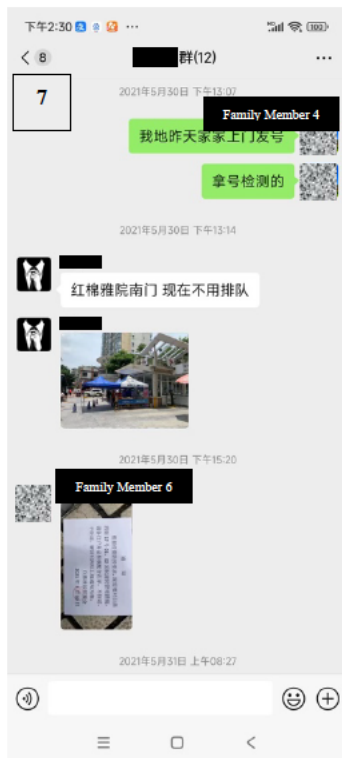 下午2:30 ···
100
8
群(12) ···
7
2021年5月30日 下午13:07
Family Member 4
我地昨天家家上门发号
拿号检测的
2021年5月30日 下午13:14
红棉雅院南门 现在不用排队
2021年5月30日 下午15:20
Family Member 6
2021年5月31日 上午08:27